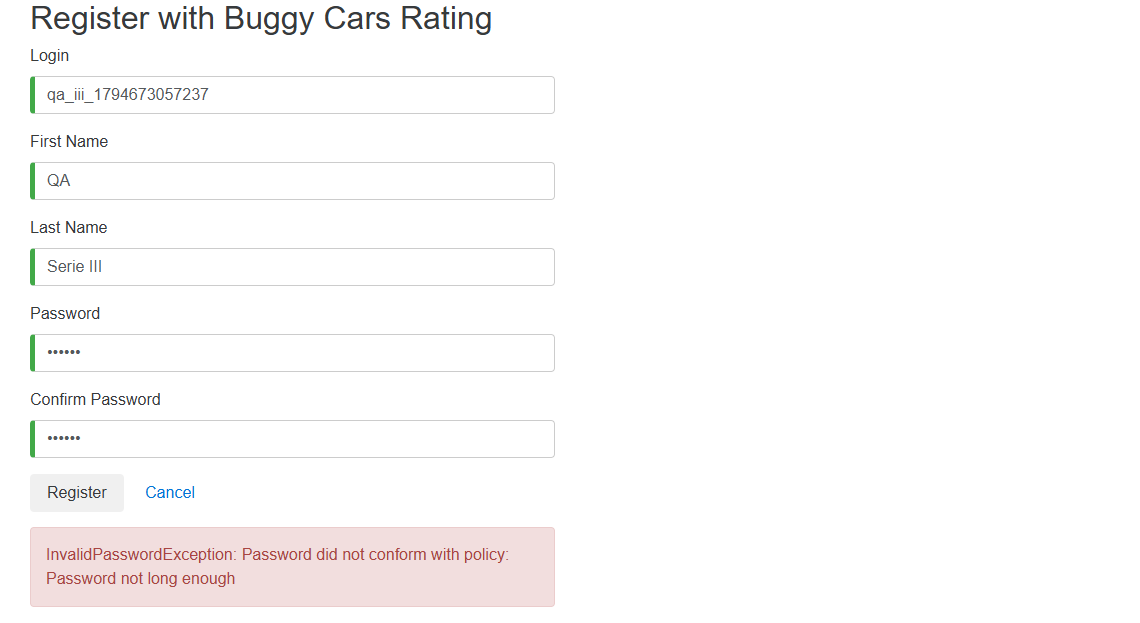 Register with Buggy Cars Rating
Login
qa_iii_1794673057237
First Name
QA
Last Name
Serie III
Password
••••••
Confirm Password
••••••
Register Cancel
InvalidPasswordException: Password did not conform with policy:
Password not long enough